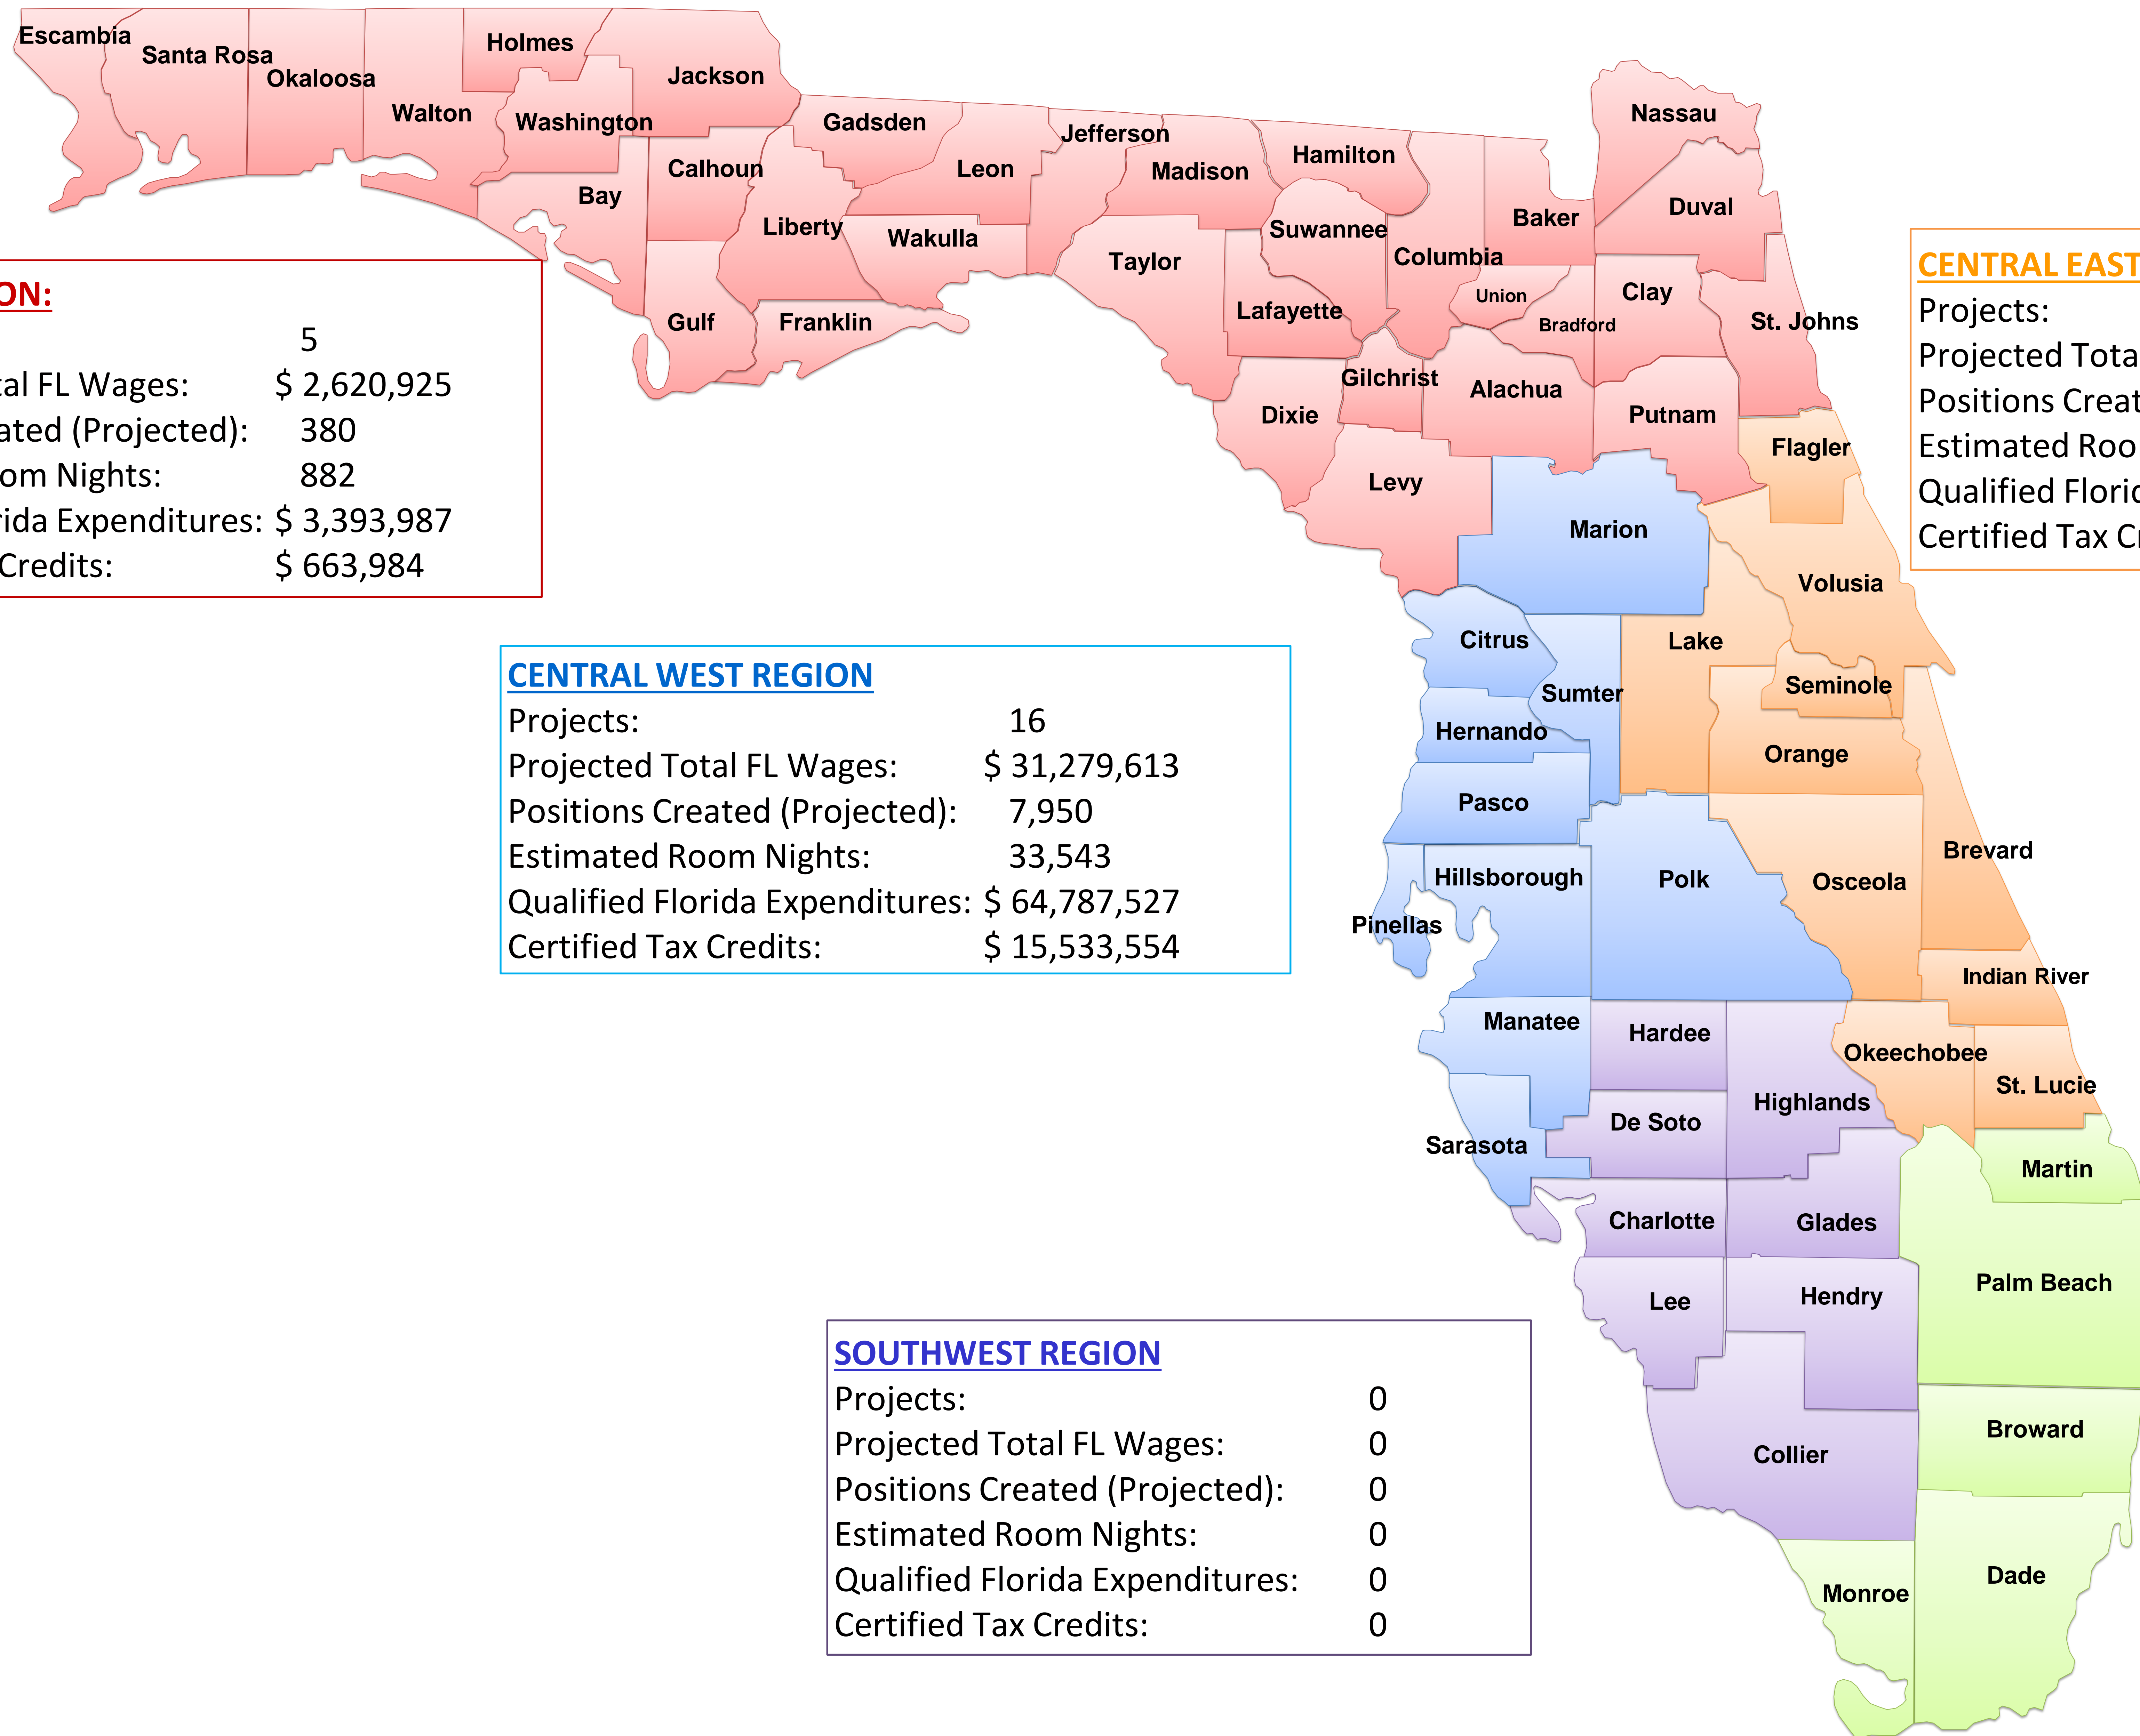 Escambia
Santa Rosa
Okaloosa
Walton
Holmes
Washington
Jackson
Bay
Calhoun
Gulf
Liberty
Gadsden
Franklin
Wakulla
Leon
Jefferson
Madison
Taylor
Hamilton
Suwannee
Lafayette
Dixie
Columbia
Gilchrist
Levy
Baker
Union
Bradford
Alachua
Nassau
Duval
Clay
St. Johns
Putnam
Flagler
Marion
Volusia
Citrus
Sumter
Lake
Seminole
Hernando
Orange
Pasco
Brevard
Hillsborough
Polk
Osceola
Pinellas
Indian River
Manatee
Hardee
Okeechobee
St. Lucie
Highlands
De Soto
Sarasota
Martin
Charlotte
Glades
Palm Beach
Lee
Hendry
Broward
Collier
Dade
Monroe
ON:
5
tal FL Wages: $ 2,620,925
ated (Projected): 380
om Nights: 882
rida Expenditures: $ 3,393,987
Credits: $ 663,984
CENTRAL WEST REGION
Projects: 16
Projected Total FL Wages: $ 31,279,613
Positions Created (Projected): 7,950
Estimated Room Nights: 33,543
Qualified Florida Expenditures: $ 64,787,527
Certified Tax Credits: $ 15,533,554
SOUTHWEST REGION
Projects: 0
Projected Total FL Wages: 0
Positions Created (Projected): 0
Estimated Room Nights: 0
Qualified Florida Expenditures: 0
Certified Tax Credits: 0
CENTRAL EAST
Projects:
Projected Tota
Positions Creat
Estimated Roo
Qualified Florid
Certified Tax Cr